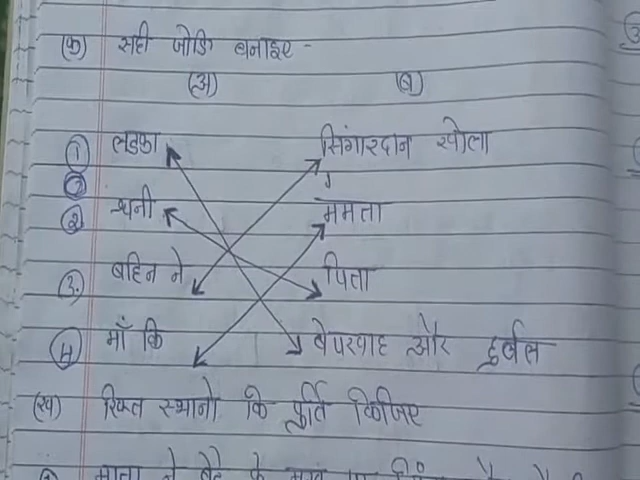 (क) सही जोडि बनाइए -
(अ) (ब)
① लडका सिंगारदान खोला
② धनी ममता
③. बहिन ने पिता
④ माँ कि बेपरवाह और दुर्बल
(ख) रिक्त स्थानो कि पूर्ति किजिए
माता ने बेटे के